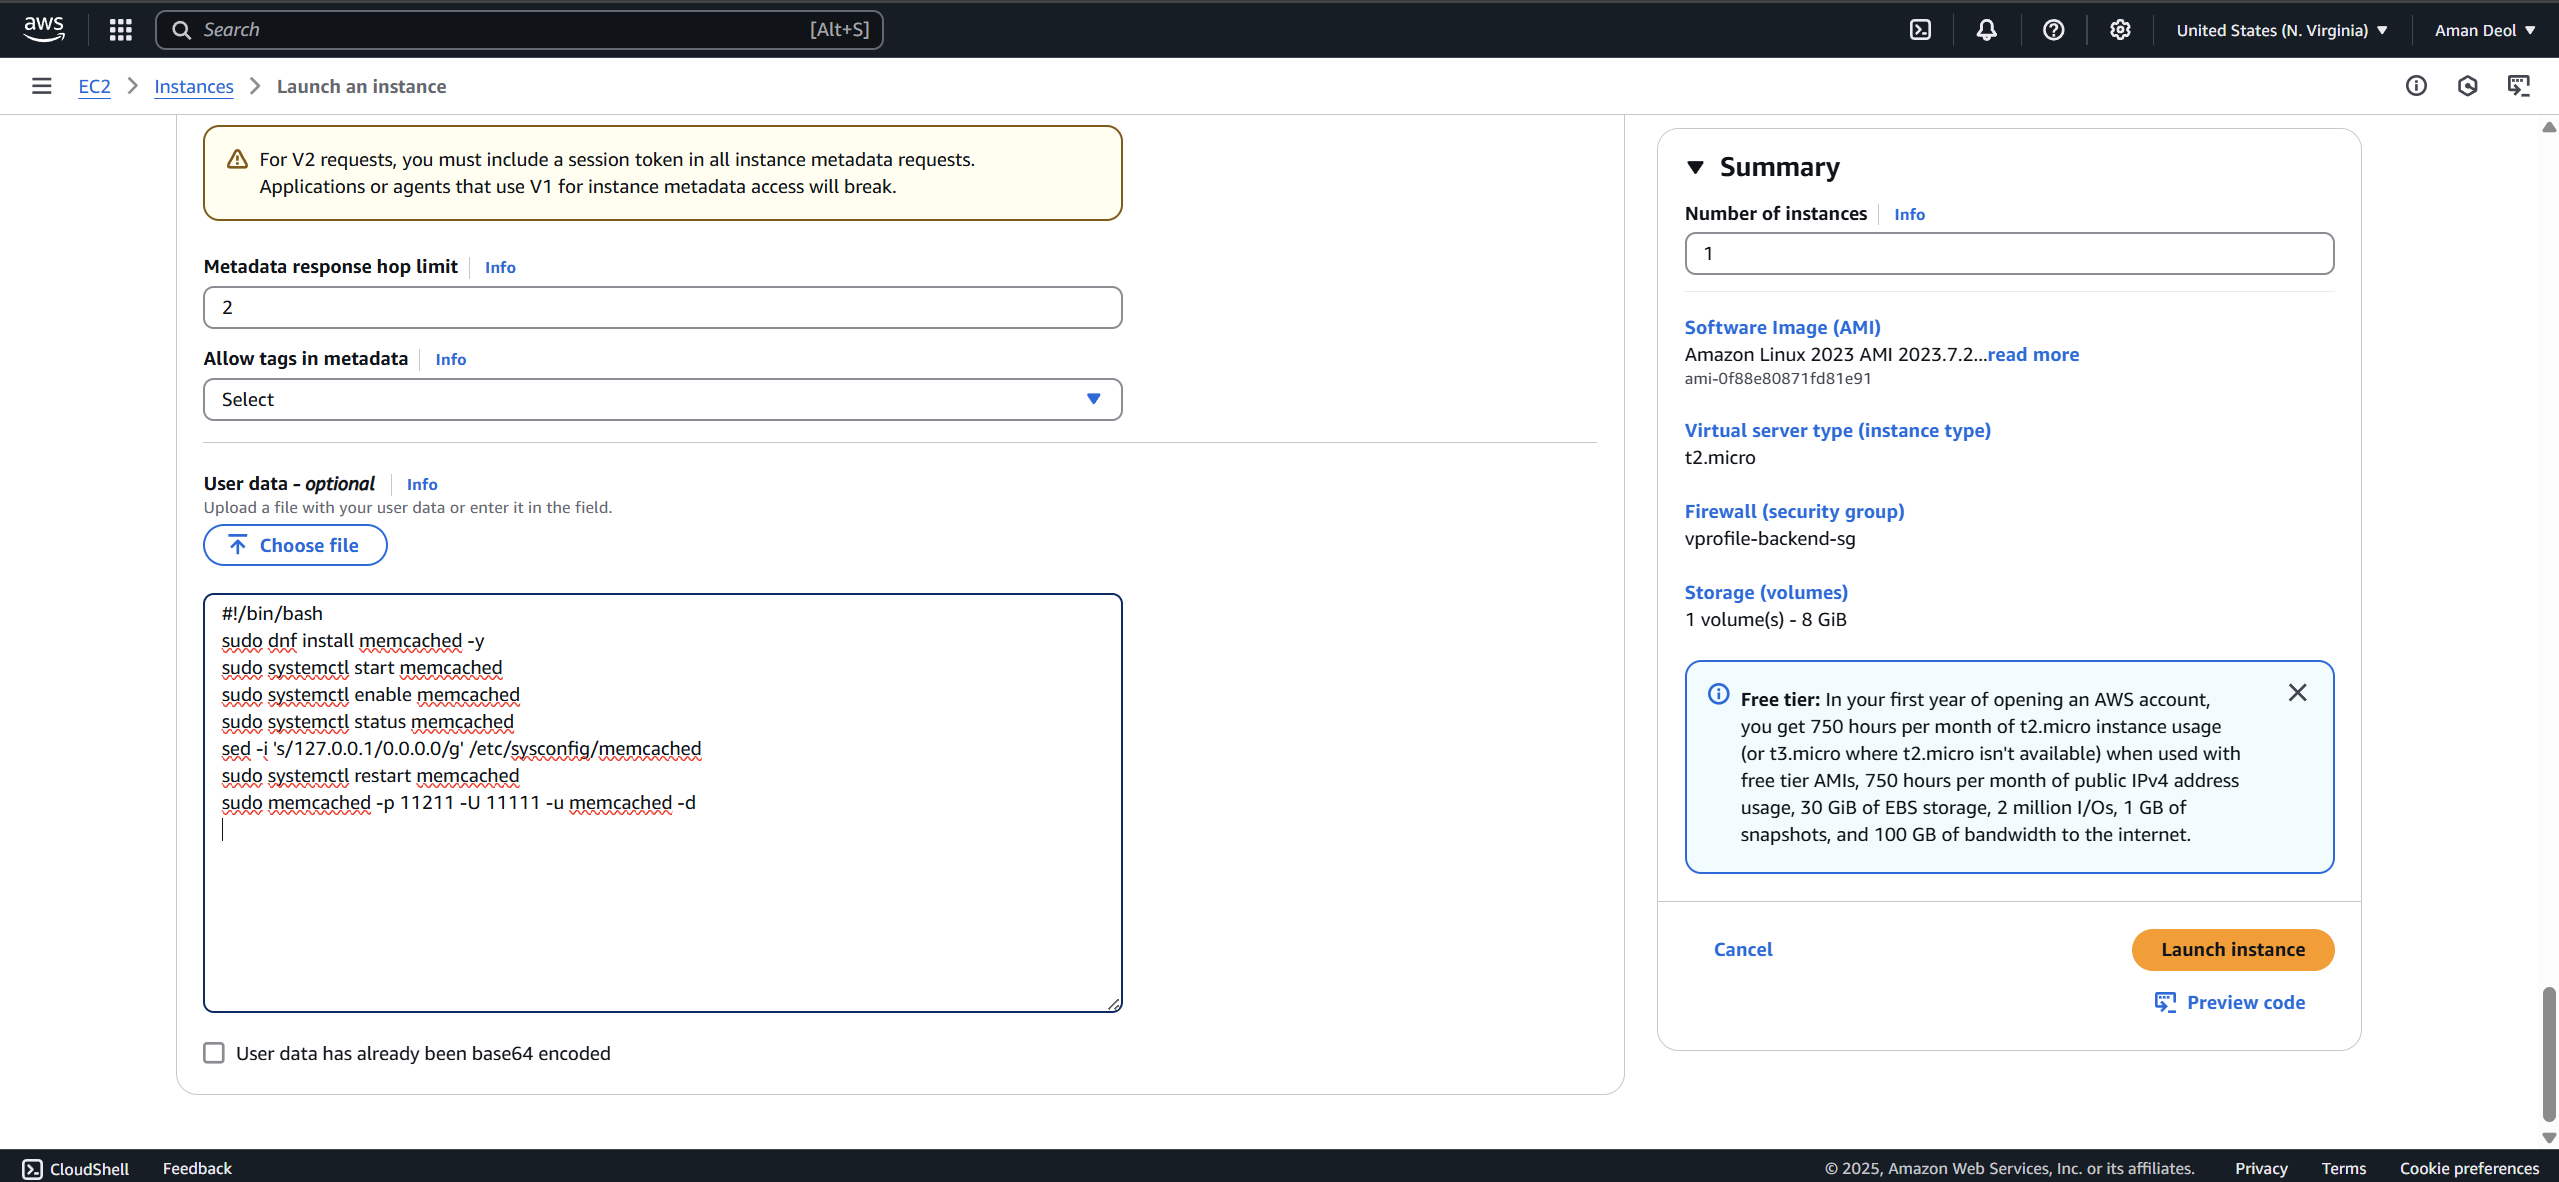 aws
Search [Alt+S]
United States (N. Virginia)
Aman Deol
EC2 > Instances > Launch an instance
For V2 requests, you must include a session token in all instance metadata requests.
Applications or agents that use V1 for instance metadata access will break.
Metadata response hop limit Info
2
Allow tags in metadata Info
Select
User data - optional Info
Upload a file with your user data or enter it in the field.
Choose file
#!/bin/bash
sudo dnf install memcached -y
sudo systemctl start memcached
sudo systemctl enable memcached
sudo systemctl status memcached
sed -i 's/127.0.0.1/0.0.0.0/g' /etc/sysconfig/memcached
sudo systemctl restart memcached
sudo memcached -p 11211 -U 11111 -u memcached -d
User data has already been base64 encoded
Summary
Number of instances Info
1
Software Image (AMI)
Amazon Linux 2023 AMI 2023.7.2...read more
ami-0f88e80871fd81e91
Virtual server type (instance type)
t2.micro
Firewall (security group)
vprofile-backend-sg
Storage (volumes)
1 volume(s) - 8 GiB
Free tier: In your first year of opening an AWS account,
you get 750 hours per month of t2.micro instance usage
(or t3.micro where t2.micro isn't available) when used with
free tier AMIs, 750 hours per month of public IPv4 address
usage, 30 GiB of EBS storage, 2 million I/Os, 1 GB of
snapshots, and 100 GB of bandwidth to the internet.
Cancel
Launch instance
Preview code
CloudShell
Feedback
© 2025, Amazon Web Services, Inc. or its affiliates.
Privacy
Terms
Cookie preferences